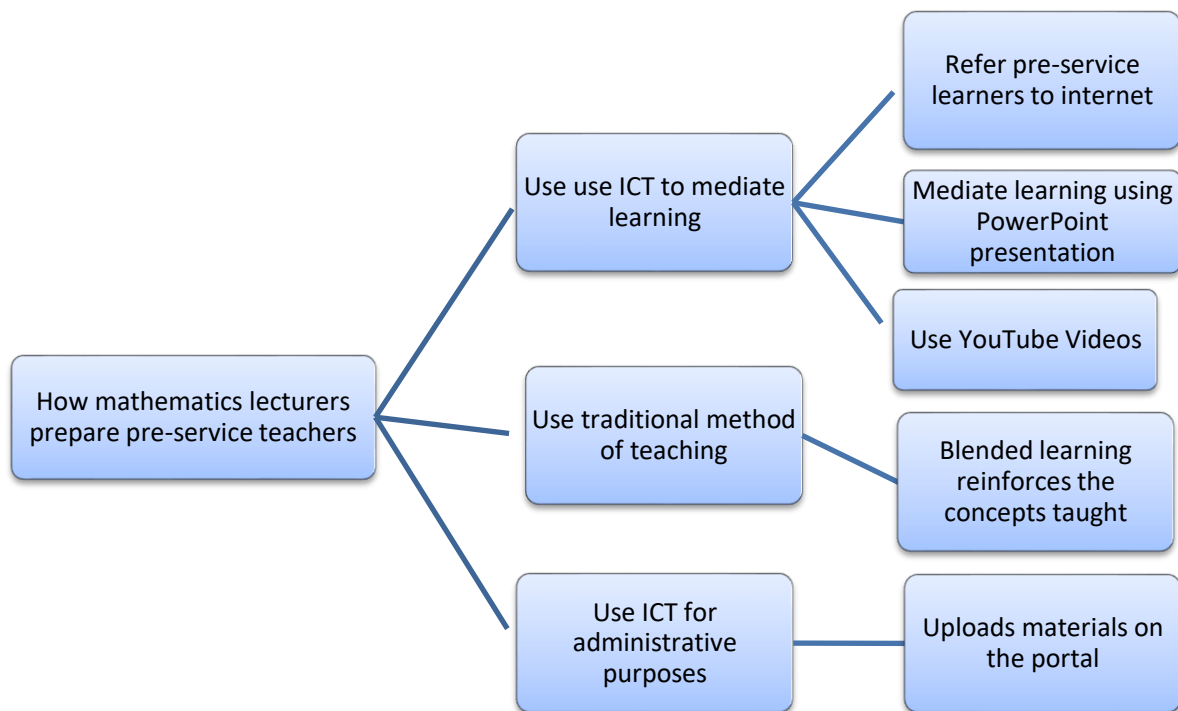 How mathematics lecturers
prepare pre-service teachers
Use use ICT to mediate
learning
Refer pre-service
learners to internet
Mediate learning using
PowerPoint
presentation
Use YouTube Videos
Use traditional method
of teaching
Blended learning
reinforces the
concepts taught
Use ICT for
administrative
purposes
Uploads materials on
the portal